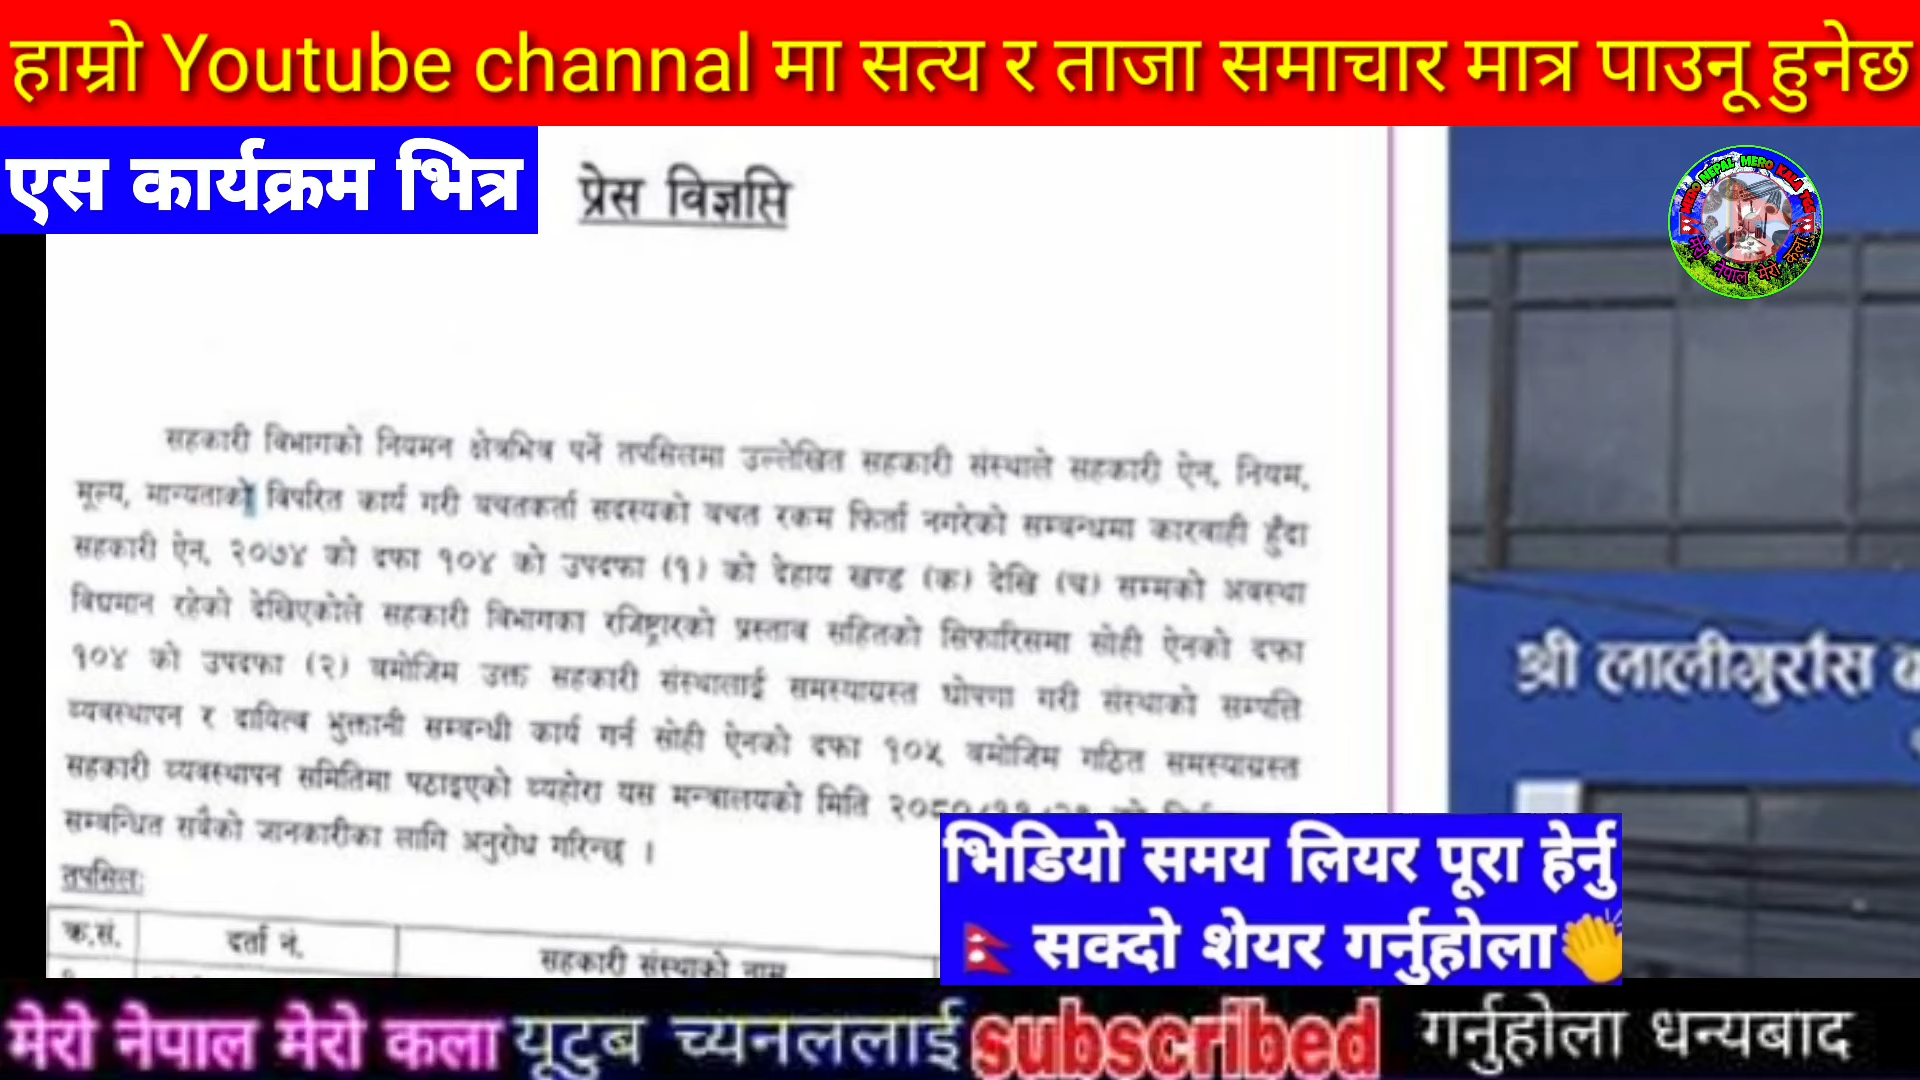 हाम्रो Youtube channal मा सत्य र ताजा समाचार मात्र पाउनू हुनेछ
एस कार्यक्रम भित्र
प्रेस विज्ञप्ति
MERO NEPAL MERO KALA
मेरो नेपाल मेरो कला
सहकारी विभागको नियमन क्षेत्रभित्र पर्ने तपसिलमा उल्लेखित सहकारी संस्थाले सहकारी ऐन, नियम,
मूल्य, मान्यताको विपरित कार्य गरी बचतकर्ता सदस्यको बचत रकम फिर्ता नगरेको सम्बन्धमा कारवाही हुँदा
सहकारी ऐन, २०७४ को दफा १०४ को उपदफा (१) को देहाय खण्ड (क) देखि (च) सम्मको अवस्था
विद्यमान रहेको देखिएकोले सहकारी विभागका रजिष्ट्रारको प्रस्ताव सहितको सिफारिसमा सोही ऐनको दफा
१०४ को उपदफा (२) बमोजिम उक्त सहकारी संस्थालाई समस्याग्रस्त घोषणा गरी संस्थाको सम्पत्ति
व्यवस्थापन र दायित्व भुक्तानी सम्बन्धी कार्य गर्न सोही ऐनको दफा १०५ बमोजिम गठित समस्याग्रस्त
सहकारी व्यवस्थापन समितिमा पठाइएको व्यहोरा यस मन्त्रालयको मिति
सम्बन्धित सबैको जानकारीका लागि अनुरोध गरिन्छ ।
तपसिल:
क.सं. दर्ता नं. सहकारी संस्थाको नाम
श्री लालीगुराँस
भिडियो समय लियर पूरा हेर्नु
सक्दो शेयर गर्नुहोला
मेरो नेपाल मेरो कला यूटुब च्यनललाई subscribed गर्नुहोला धन्यबाद